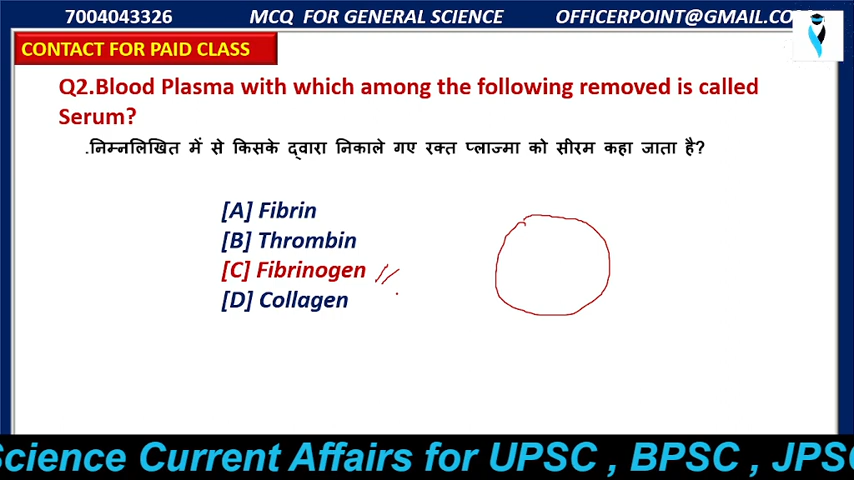 7004043326 MCQ FOR GENERAL SCIENCE OFFICERPOINT@GMAIL.CO
CONTACT FOR PAID CLASS
Q2.Blood Plasma with which among the following removed is called
Serum?
.निम्नलिखित में से किसके द्वारा निकाले गए रक्त प्लाज्मा को सीरम कहा जाता है?
[A] Fibrin
[B] Thrombin
[C] Fibrinogen
[D] Collagen
Science Current Affairs for UPSC , BPSC , JPSC